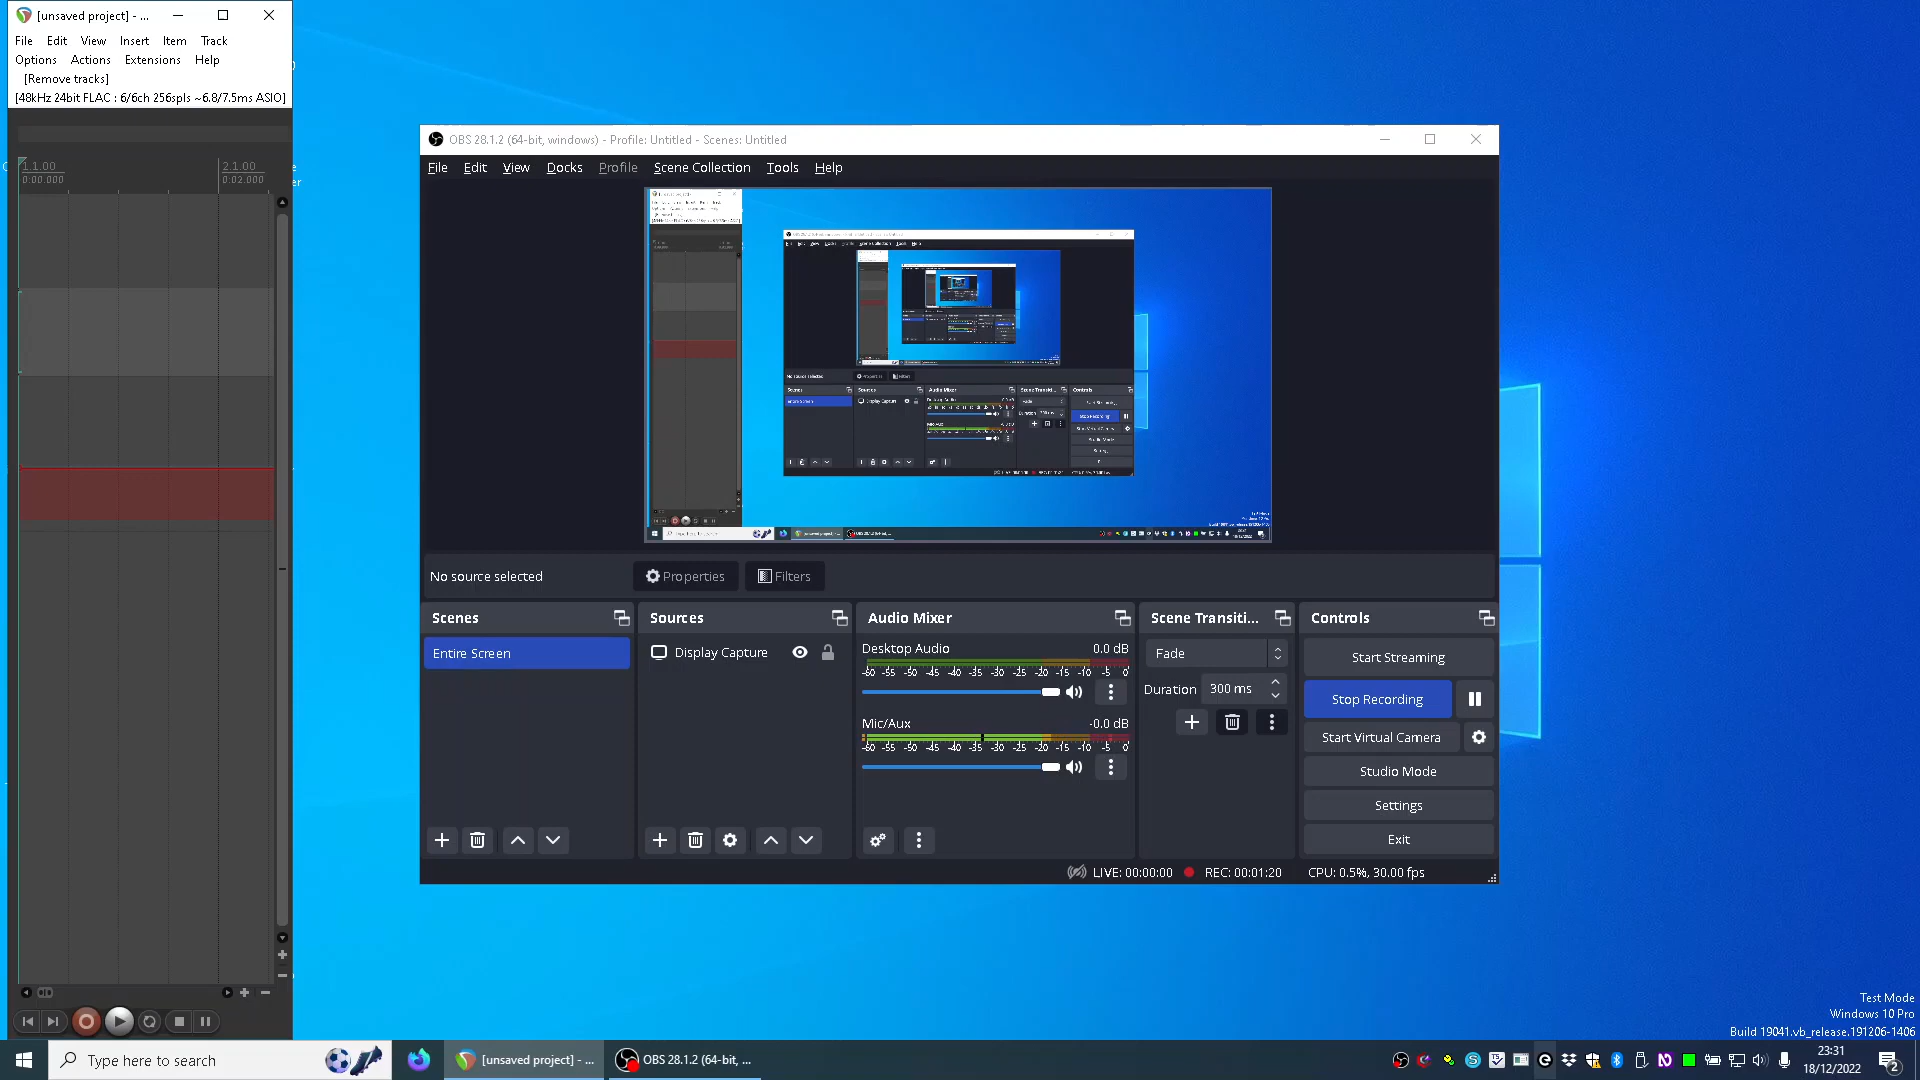 [unsaved project] - ...
File Edit View Insert Item Track
Options Actions Extensions Help
[Remove tracks]
[48kHz 24bit FLAC : 6/6ch 256spls ~6.8/7.5ms ASIO]
1.1.00 2.1.00
0:00.000 0:02.000
OBS 28.1.2 (64-bit, windows) - Profile: Untitled - Scenes: Untitled
File Edit View Docks Profile Scene Collection Tools Help
No source selected Properties Filters
Scenes
Entire Screen
Sources
Display Capture
Audio Mixer
Desktop Audio 0.0 dB
-60 -55 -50 -45 -40 -35 -30 -25 -20 -15 -10 -5 0
Mic/Aux -0.0 dB
-60 -55 -50 -45 -40 -35 -30 -25 -20 -15 -10 -5 0
Scene Transiti...
Fade
Duration 300 ms
Controls
Start Streaming
Stop Recording
Start Virtual Camera
Studio Mode
Settings
Exit
LIVE: 00:00:00 REC: 00:01:20 CPU: 0.5%, 30.00 fps
Test Mode
Windows 10 Pro
Build 19041.vb_release.191206-1406
Type here to search
[unsaved project] - ...
OBS 28.1.2 (64-bit, ...
23:31
18/12/2022
2